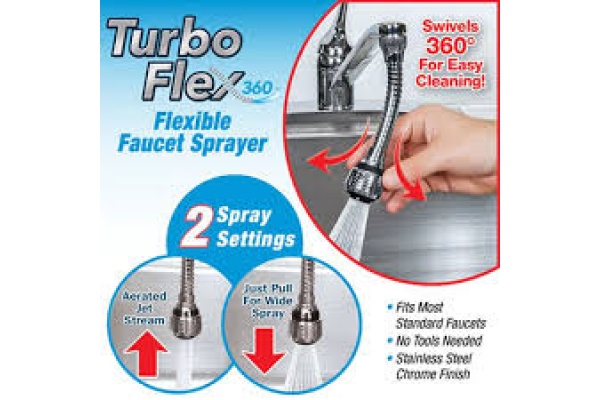 Turbo
Flex 360
Flexible
Faucet Sprayer
Swivels
360°
For Easy
Cleaning!
2 Spray
Settings
Aerated
Jet
Stream
Just Pull
For Wide
Spray
• Fits Most
Standard Faucets
• No Tools Needed
• Stainless Steel
Chrome Finish